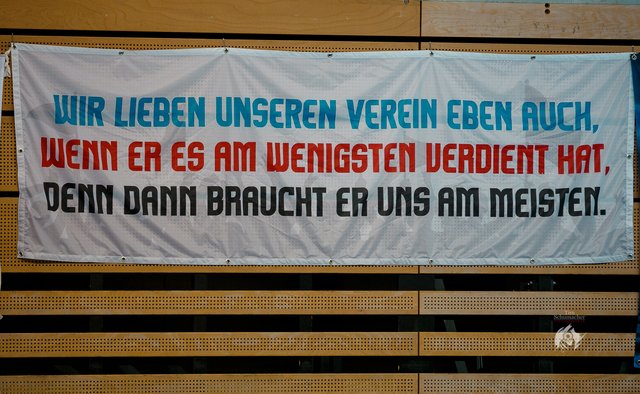 WIR LIEBEN UNSEREN VEREIN EBEN AUCH,
WENN ER ES AM WENIGSTEN VERDIENT HAT,
DENN DANN BRAUCHT ER UNS AM MEISTEN.
Schumacher